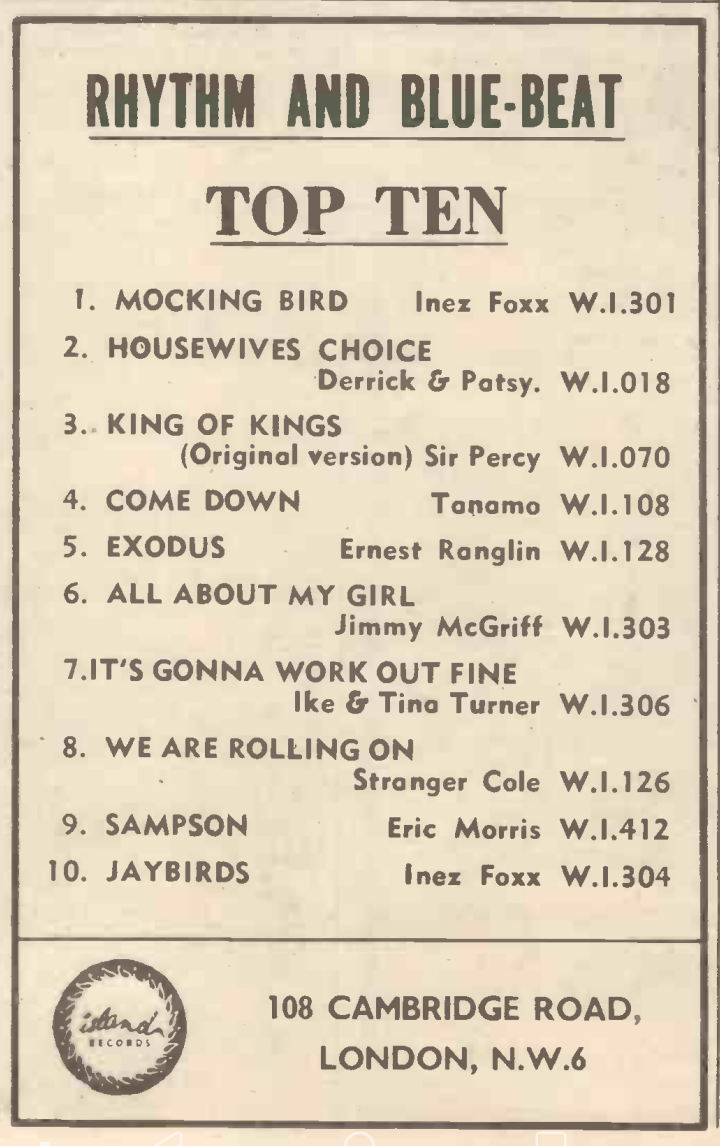 RHYTHM AND BLUE-BEAT
TOP TEN
1. MOCKING BIRD Inez Foxx W.I.301
2. HOUSEWIVES CHOICE
Derrick & Patsy. W.I.018
3. KING OF KINGS
(Original version) Sir Percy W.I.070
4. COME DOWN Tanamo W.I.108
5. EXODUS Ernest Ranglin W.I.128
6. ALL ABOUT MY GIRL
Jimmy McGriff W.I.303
7.IT'S GONNA WORK OUT FINE
Ike & Tina Turner W.I.306
8. WE ARE ROLLING ON
Stranger Cole W.I.126
9. SAMPSON Eric Morris W.I.412
10. JAYBIRDS Inez Foxx W.I.304
island
RECORDS
108 CAMBRIDGE ROAD,
LONDON, N.W.6